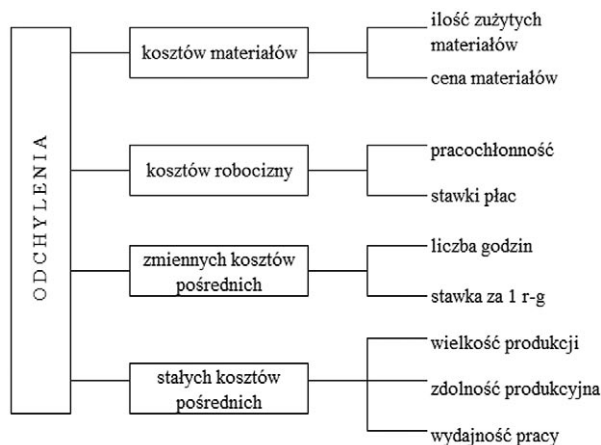 ODCHYLENIA
kosztów materiałów
ilość zużytych
materiałów
cena materiałów
kosztów robocizny
pracochłonność
stawki płac
zmiennych kosztów
pośrednich
liczba godzin
stawka za 1 r-g
stałych kosztów
pośrednich
wielkość produkcji
zdolność produkcyjna
wydajność pracy